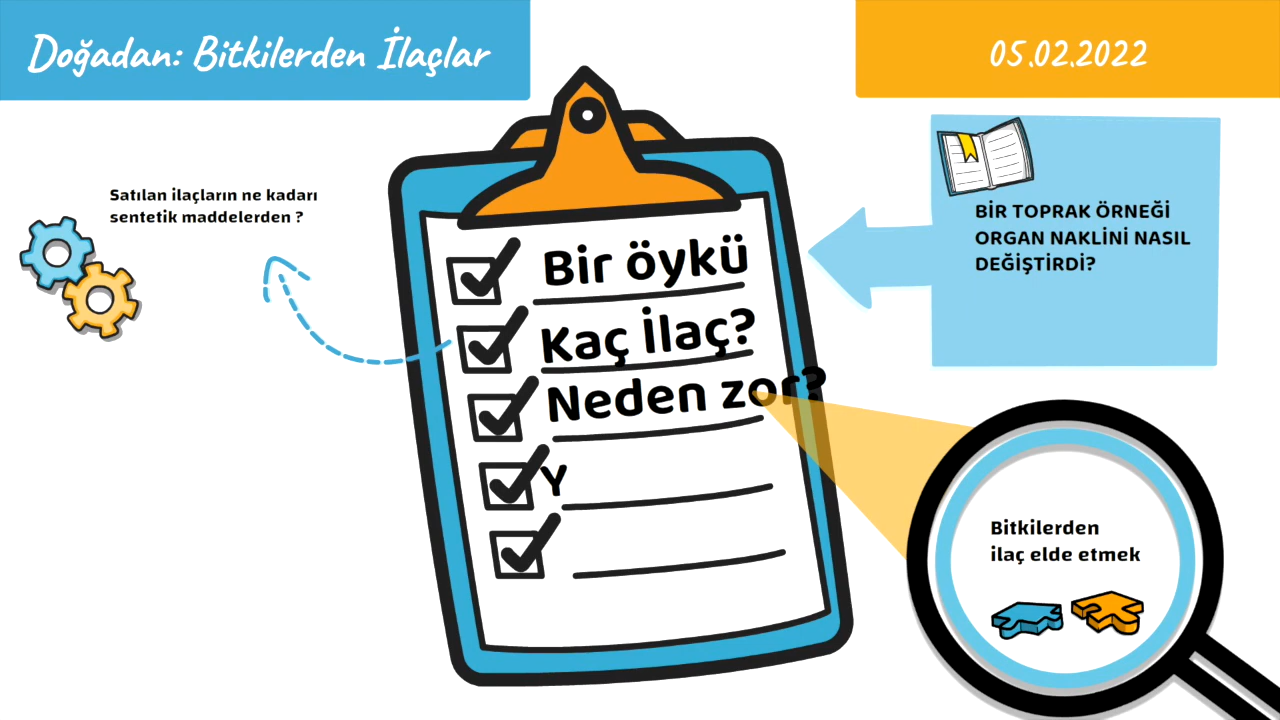 Doğadan: Bitkilerden İlaçlar
05.02.2022
Satılan ilaçların ne kadarı
sentetik maddelerden ?
Bir öykü
Kaç İlaç?
Neden zor?
Y
BİR TOPRAK ÖRNEĞİ
ORGAN NAKLİNİ NASIL
DEĞİŞTİRDİ?
Bitkilerden
ilaç elde etmek